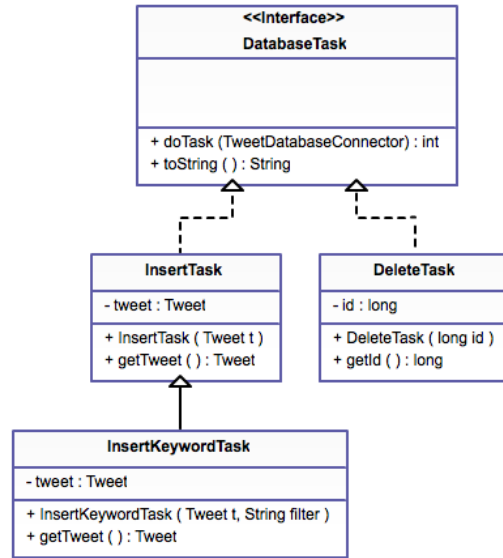 <<Interface>>
DatabaseTask
+ doTask (TweetDatabaseConnector) : int
+ toString ( ) : String
InsertTask
- tweet : Tweet
+ InsertTask ( Tweet t )
+ getTweet ( ) : Tweet
DeleteTask
- id : long
+ DeleteTask ( long id )
+ getId ( ) : long
InsertKeywordTask
- tweet : Tweet
+ InsertKeywordTask ( Tweet t, String filter )
+ getTweet ( ) : Tweet